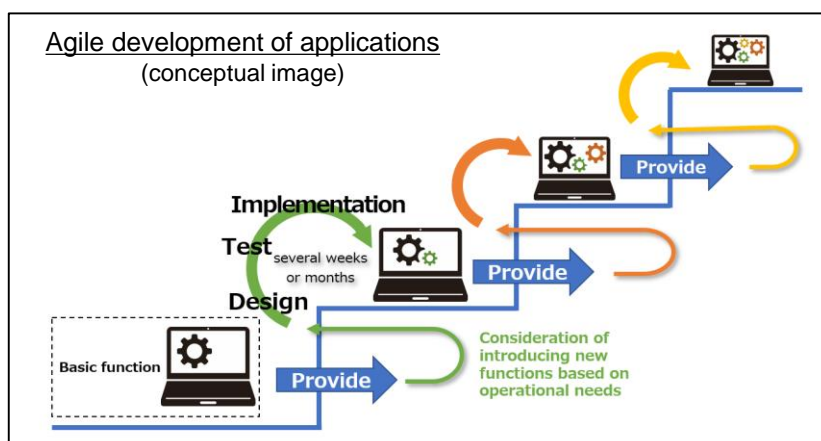 Agile development of applications
(conceptual image)
Provide
Implementation
Test
several weeks
or months
Provide
Design
Basic function
Provide
Consideration of
introducing new
functions based on
operational needs